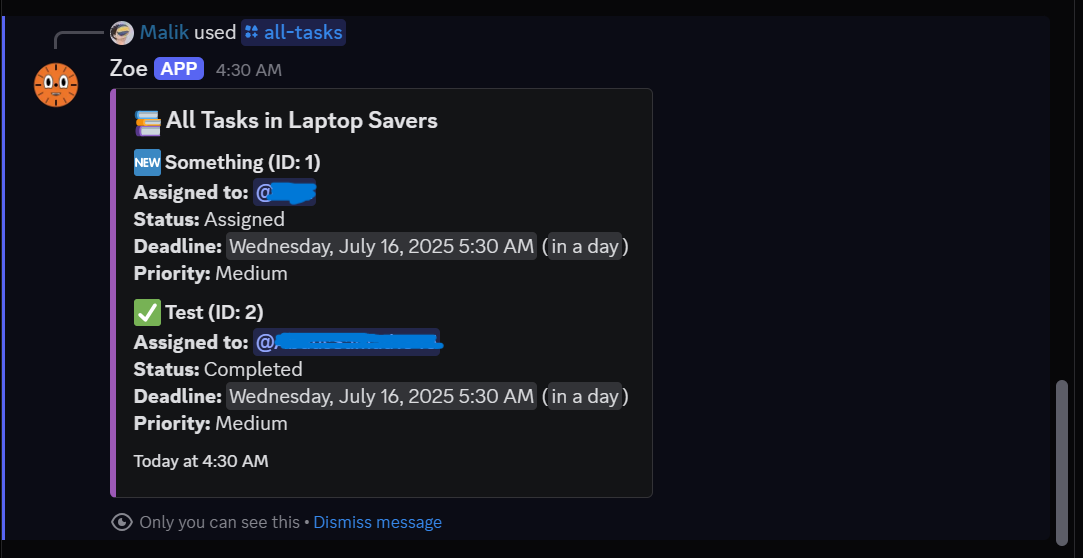 Malik used all-tasks
Zoe APP 4:30 AM
All Tasks in Laptop Savers
NEW Something (ID: 1)
Assigned to: @
Status: Assigned
Deadline: Wednesday, July 16, 2025 5:30 AM (in a day)
Priority: Medium
Test (ID: 2)
Assigned to: @
Status: Completed
Deadline: Wednesday, July 16, 2025 5:30 AM (in a day)
Priority: Medium
Today at 4:30 AM
Only you can see this • Dismiss message